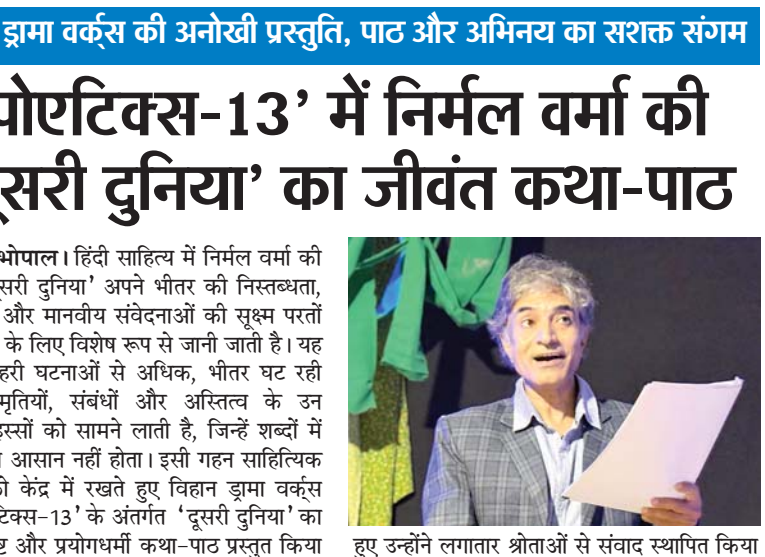 ड्रामा वर्क्स की अनोखी प्रस्तुति, पाठ और अभिनय का सशक्त संगम
पोएटिक्स-13’ में निर्मल वर्मा की
दूसरी दुनिया’ का जीवंत कथा-पाठ
भोपाल। हिंदी साहित्य में निर्मल वर्मा की
दूसरी दुनिया’ अपने भीतर की निस्तब्धता,
और मानवीय संवेदनाओं की सूक्ष्म परतों
के लिए विशेष रूप से जानी जाती है। यह
हरी घटनाओं से अधिक, भीतर घट रही
मृतियों, संबंधों और अस्तित्व के उन
स्सों को सामने लाती है, जिन्हें शब्दों में
आसान नहीं होता। इसी गहन साहित्यिक
को केंद्र में रखते हुए विहान ड्रामा वर्क्स
टिक्स-13’ के अंतर्गत ‘दूसरी दुनिया’ का
और प्रयोगधर्मी कथा-पाठ प्रस्तुत किया
हुए उन्होंने लगातार श्रोताओं से संवाद स्थापित किया